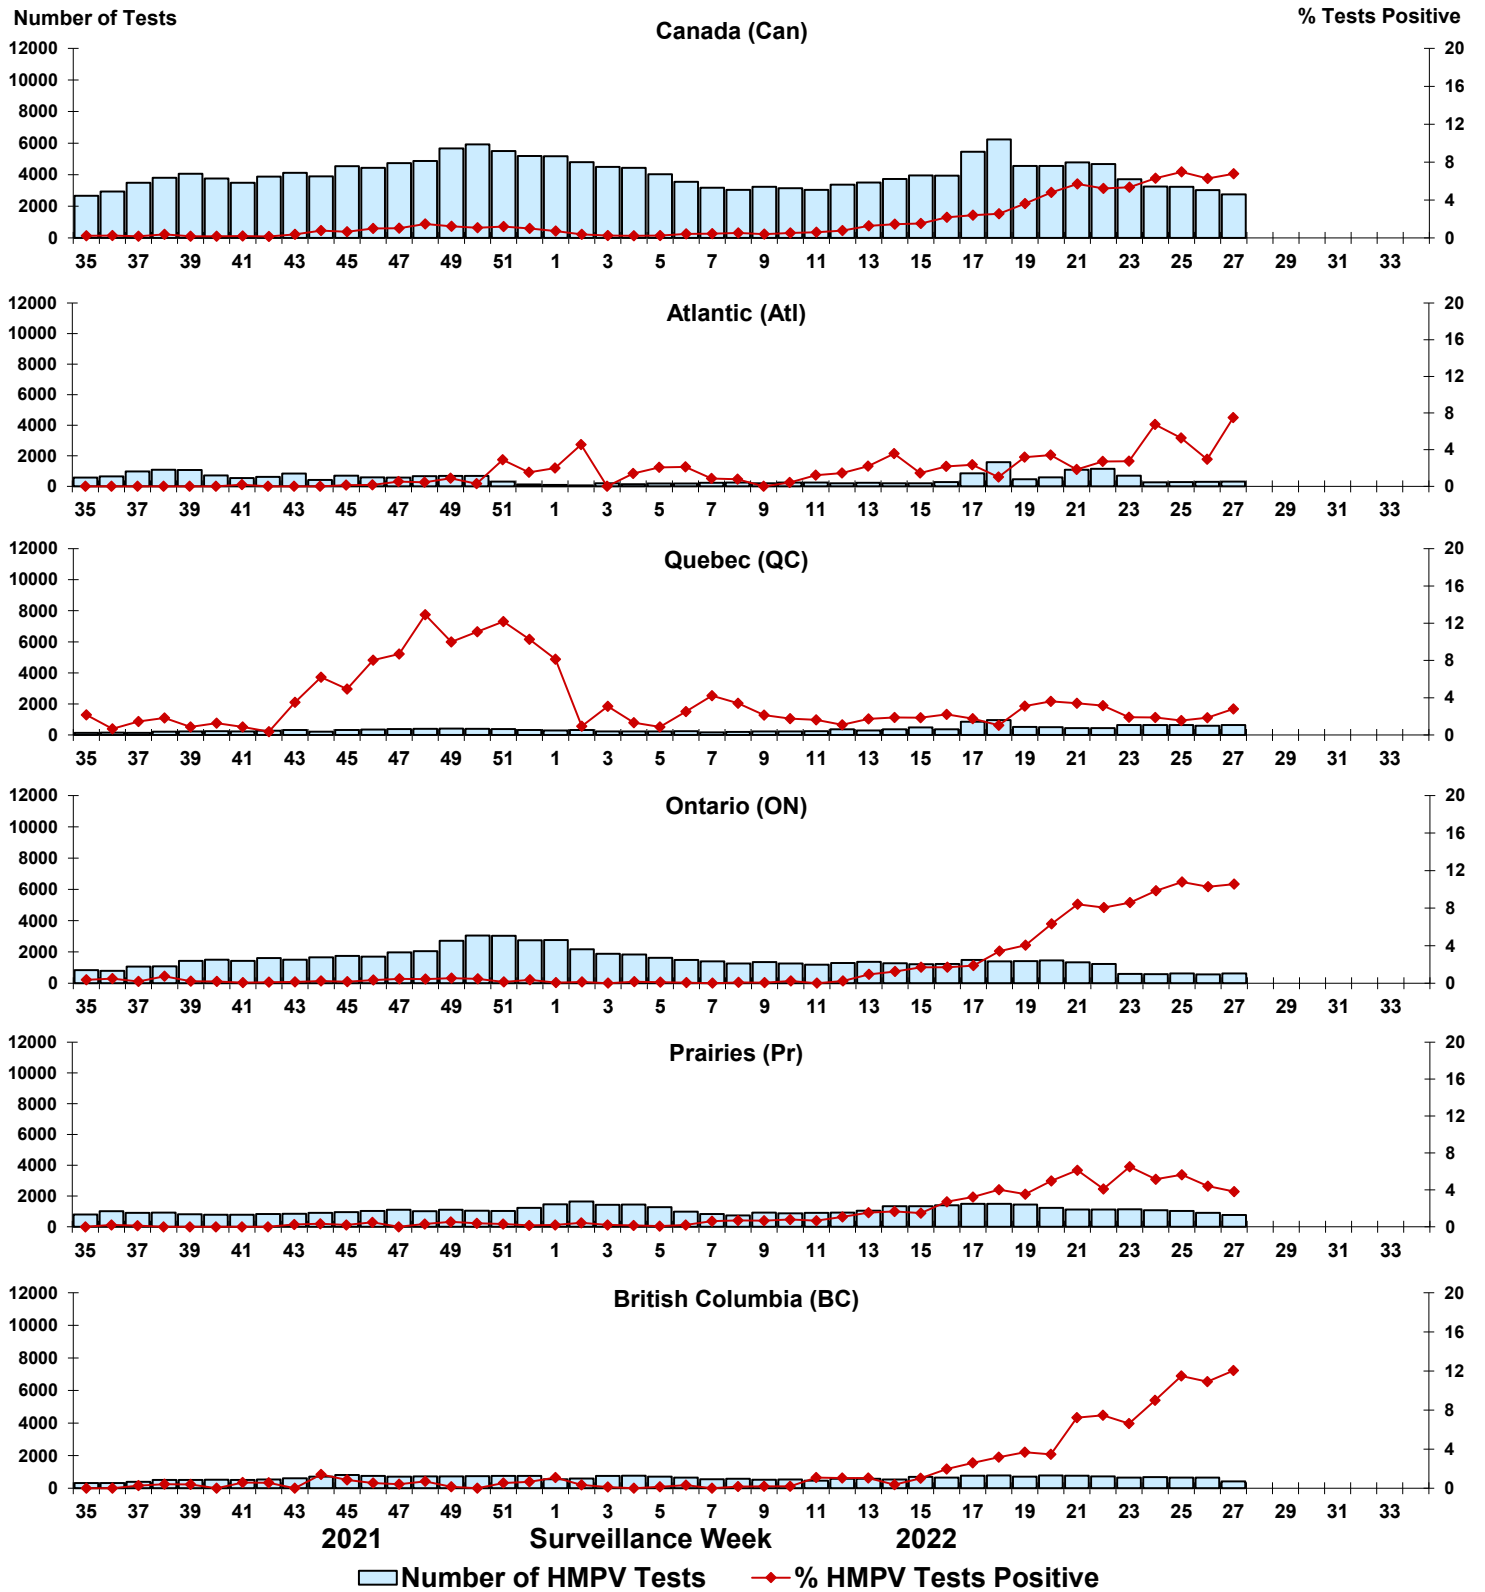 Number of Tests
% Tests Positive
Canada (Can)
12000 20
10000 16
8000 12
6000 8
4000 4
2000 0
0
35 37 39 41 43 45 47 49 51 1 3 5 7 9 11 13 15 17 19 21 23 25 27 29 31 33
Atlantic (Atl)
12000 20
10000 16
8000 12
6000 8
4000 4
2000 0
0
35 37 39 41 43 45 47 49 51 1 3 5 7 9 11 13 15 17 19 21 23 25 27 29 31 33
Quebec (QC)
12000 20
10000 16
8000 12
6000 8
4000 4
2000 0
0
35 37 39 41 43 45 47 49 51 1 3 5 7 9 11 13 15 17 19 21 23 25 27 29 31 33
Ontario (ON)
12000 20
10000 16
8000 12
6000 8
4000 4
2000 0
0
35 37 39 41 43 45 47 49 51 1 3 5 7 9 11 13 15 17 19 21 23 25 27 29 31 33
Prairies (Pr)
12000 20
10000 16
8000 12
6000 8
4000 4
2000 0
0
35 37 39 41 43 45 47 49 51 1 3 5 7 9 11 13 15 17 19 21 23 25 27 29 31 33
British Columbia (BC)
12000 20
10000 16
8000 12
6000 8
4000 4
2000 0
0
35 37 39 41 43 45 47 49 51 1 3 5 7 9 11 13 15 17 19 21 23 25 27 29 31 33
2021 Surveillance Week 2022
Number of HMPV Tests % HMPV Tests Positive